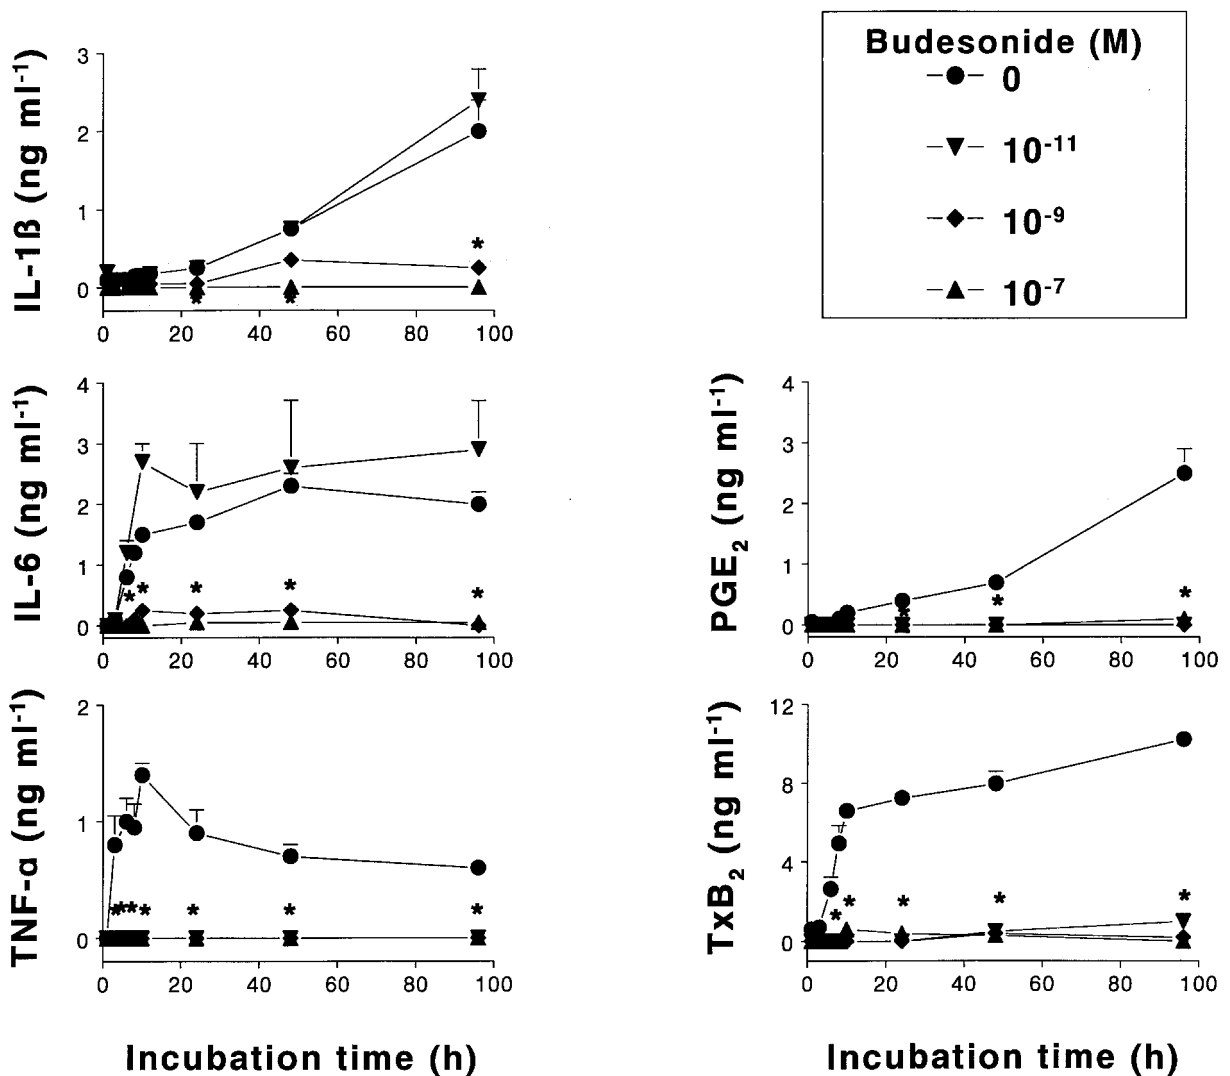 Budesonide (M)
0
10⁻¹¹
10⁻⁹
10⁻⁷
IL-1ß (ng ml⁻¹)
3
2
1
0
0 20 40 60 80 100
*
* *
IL-6 (ng ml⁻¹)
4
3
2
1
0
0 20 40 60 80 100
* * * * *
PGE₂ (ng ml⁻¹)
4
3
2
1
0
0 20 40 60 80 100
* * *
TNF-α (ng ml⁻¹)
2
1
0
0 20 40 60 80 100
* * * * * * *
TxB₂ (ng ml⁻¹)
12
8
4
0
0 20 40 60 80 100
* * * * *
Incubation time (h)
Incubation time (h)